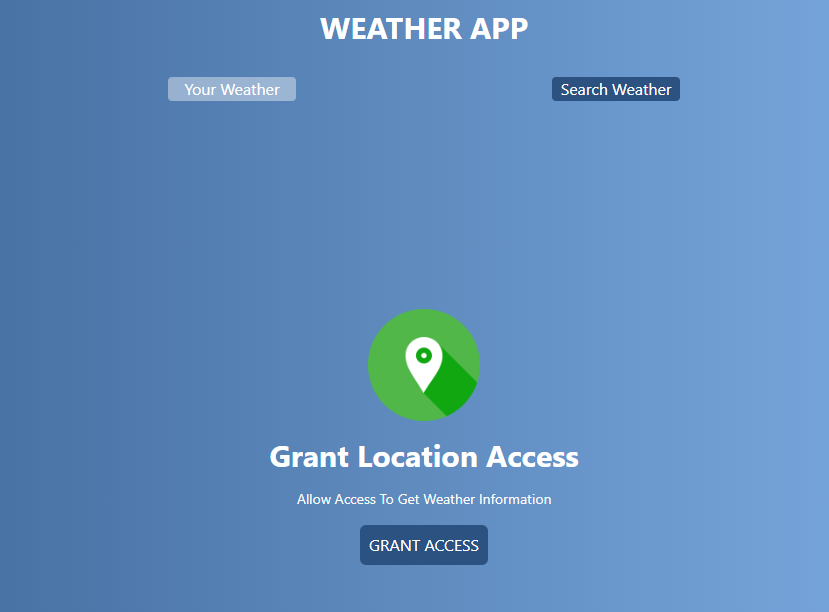 WEATHER APP
Your Weather
Search Weather
Grant Location Access
Allow Access To Get Weather Information
GRANT ACCESS